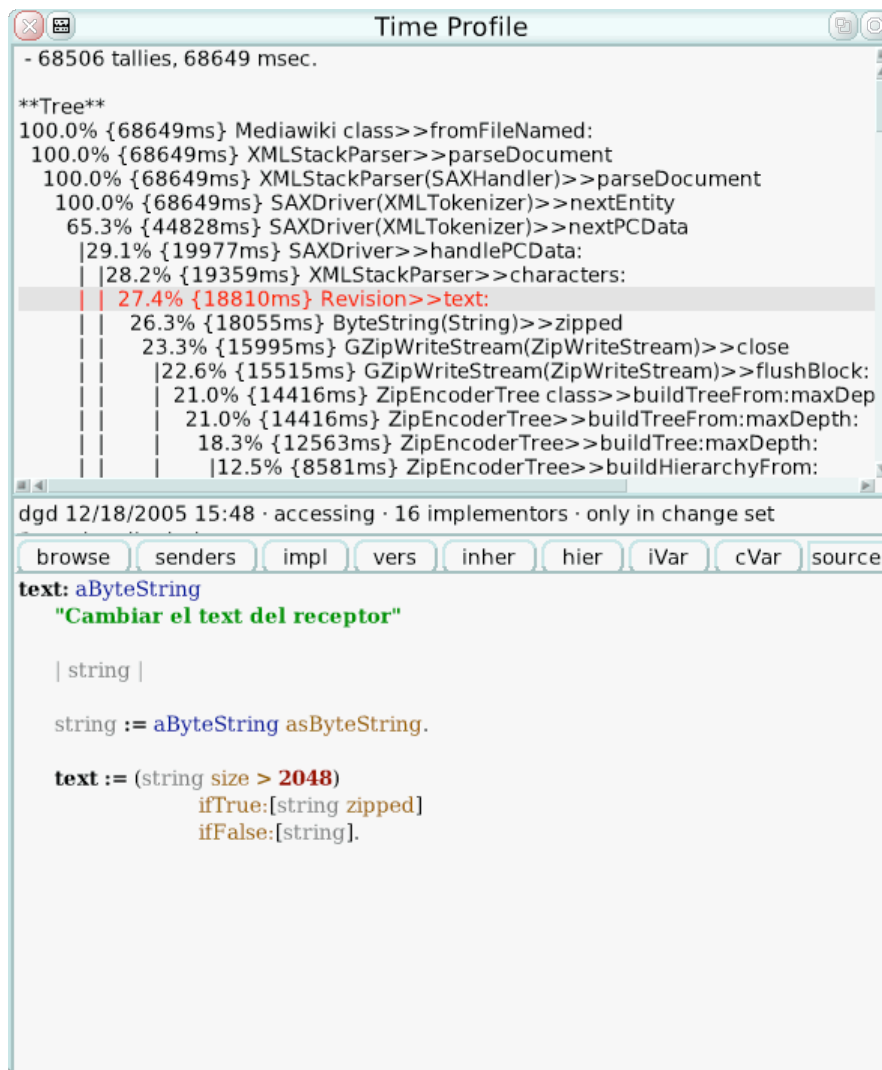 Time Profile
- 68506 tallies, 68649 msec.
**Tree**
100.0% {68649ms} Mediawiki class>>fromFileNamed:
100.0% {68649ms} XMLStackParser>>parseDocument
100.0% {68649ms} XMLStackParser(SAXHandler)>>parseDocument
100.0% {68649ms} SAXDriver(XMLTokenizer)>>nextEntity
65.3% {44828ms} SAXDriver(XMLTokenizer)>>nextPCData
|29.1% {19977ms} SAXDriver>>handlePCData:
| |28.2% {19359ms} XMLStackParser>>characters:
| | 27.4% {18810ms} Revision>>text:
| | 26.3% {18055ms} ByteString(String)>>zipped
| | 23.3% {15995ms} GZipWriteStream(ZipWriteStream)>>close
| | |22.6% {15515ms} GZipWriteStream(ZipWriteStream)>>flushBlock:
| | | 21.0% {14416ms} ZipEncoderTree class>>buildTreeFrom:maxDep
| | | 21.0% {14416ms} ZipEncoderTree>>buildTreeFrom:maxDepth:
| | | 18.3% {12563ms} ZipEncoderTree>>buildTree:maxDepth:
| | | |12.5% {8581ms} ZipEncoderTree>>buildHierarchyFrom:
dgd 12/18/2005 15:48 · accessing · 16 implementors · only in change set
browse senders impl vers inher hier iVar cVar source
text: aByteString
"Cambiar el text del receptor"
| string |
string := aByteString asByteString.
text := (string size > 2048)
ifTrue:[string zipped]
ifFalse:[string].